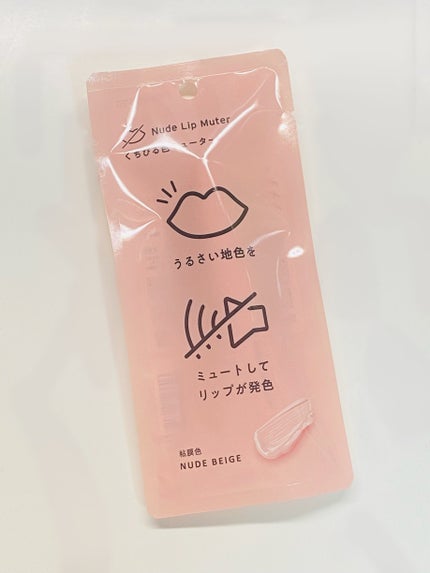 Nude Lip Muter
くちびる色ミューター
うるさい地色を
ミュートして
リップが発色
粘膜色
NUDE BEIGE